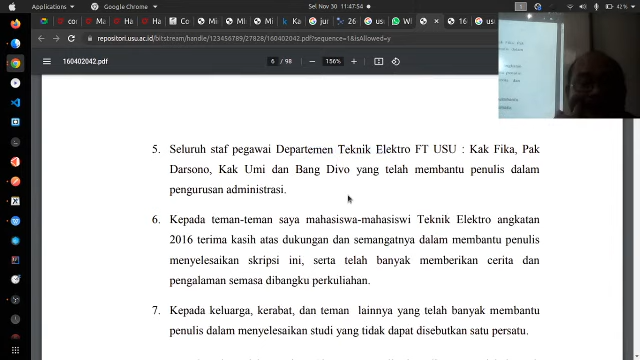 Sel Nov 30 11:47:54
Google Chrome
42 %
repositori.usu.ac.id/bitstream/handle/123456789/27828/160402042.pdf?sequence=1&isAllowed=y
160402042.pdf
6 / 98
156%
5. Seluruh staf pegawai Departemen Teknik Elektro FT USU : Kak Fika, Pak
Darsono, Kak Umi dan Bang Divo yang telah membantu penulis dalam
pengurusan administrasi.
6. Kepada teman-teman saya mahasiswa-mahasiswi Teknik Elektro angkatan
2016 terima kasih atas dukungan dan semangatnya dalam membantu penulis
menyelesaikan skripsi ini, serta telah banyak memberikan cerita dan
pengalaman semasa dibangku perkuliahan.
7. Kepada keluarga, kerabat, dan teman lainnya yang telah banyak membantu
penulis dalam menyelesaikan studi yang tidak dapat disebutkan satu persatu.